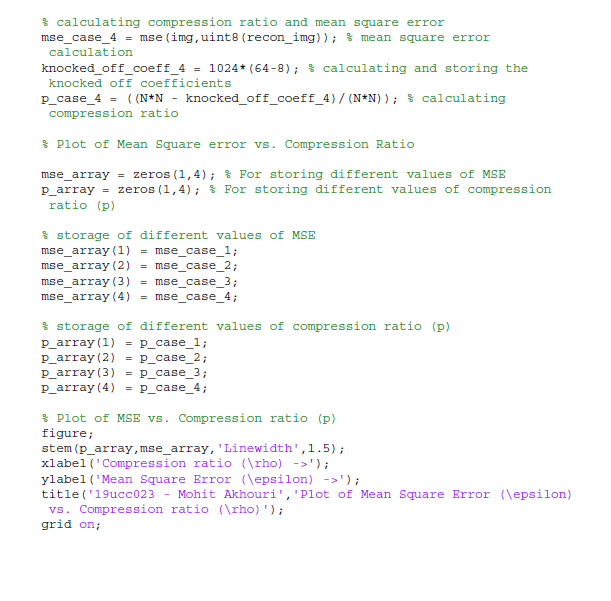 % calculating compression ratio and mean square error
mse_case_4 = mse(img,uint8(recon_img)); % mean square error
calculation
knocked_off_coeff_4 = 1024*(64-8); % calculating and storing the
knocked off coefficients
p_case_4 = ((N*N - knocked_off_coeff_4)/(N*N)); % calculating
compression ratio
% Plot of Mean Square error vs. Compression Ratio
mse_array = zeros(1,4); % For storing different values of MSE
p_array = zeros(1,4); % For storing different values of compression
ratio (p)
% storage of different values of MSE
mse_array(1) = mse_case_1;
mse_array(2) = mse_case_2;
mse_array(3) = mse_case_3;
mse_array(4) = mse_case_4;
% storage of different values of compression ratio (p)
p_array(1) = p_case_1;
p_array(2) = p_case_2;
p_array(3) = p_case_3;
p_array(4) = p_case_4;
% Plot of MSE vs. Compression ratio (p)
figure;
stem(p_array,mse_array,'Linewidth',1.5);
xlabel('Compression ratio (\rho) ->');
ylabel('Mean Square Error (\epsilon) ->');
title('19ucc023 - Mohit Akhouri','Plot of Mean Square Error (\epsilon)
vs. Compression ratio (\rho)');
grid on;